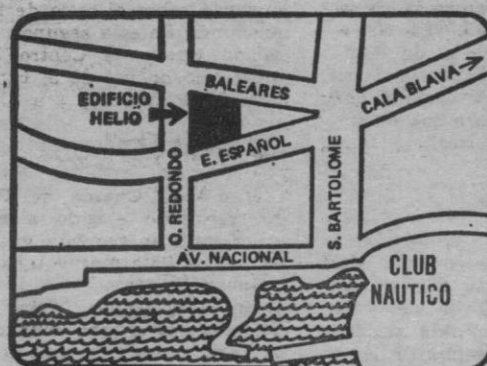 BALEARES
CALA BLAVA →
EDIFICIO
HELIO
E. ESPAÑOL
O. REDONDO
S. BARTOLOME
AV. NACIONAL
CLUB
NAUTICO